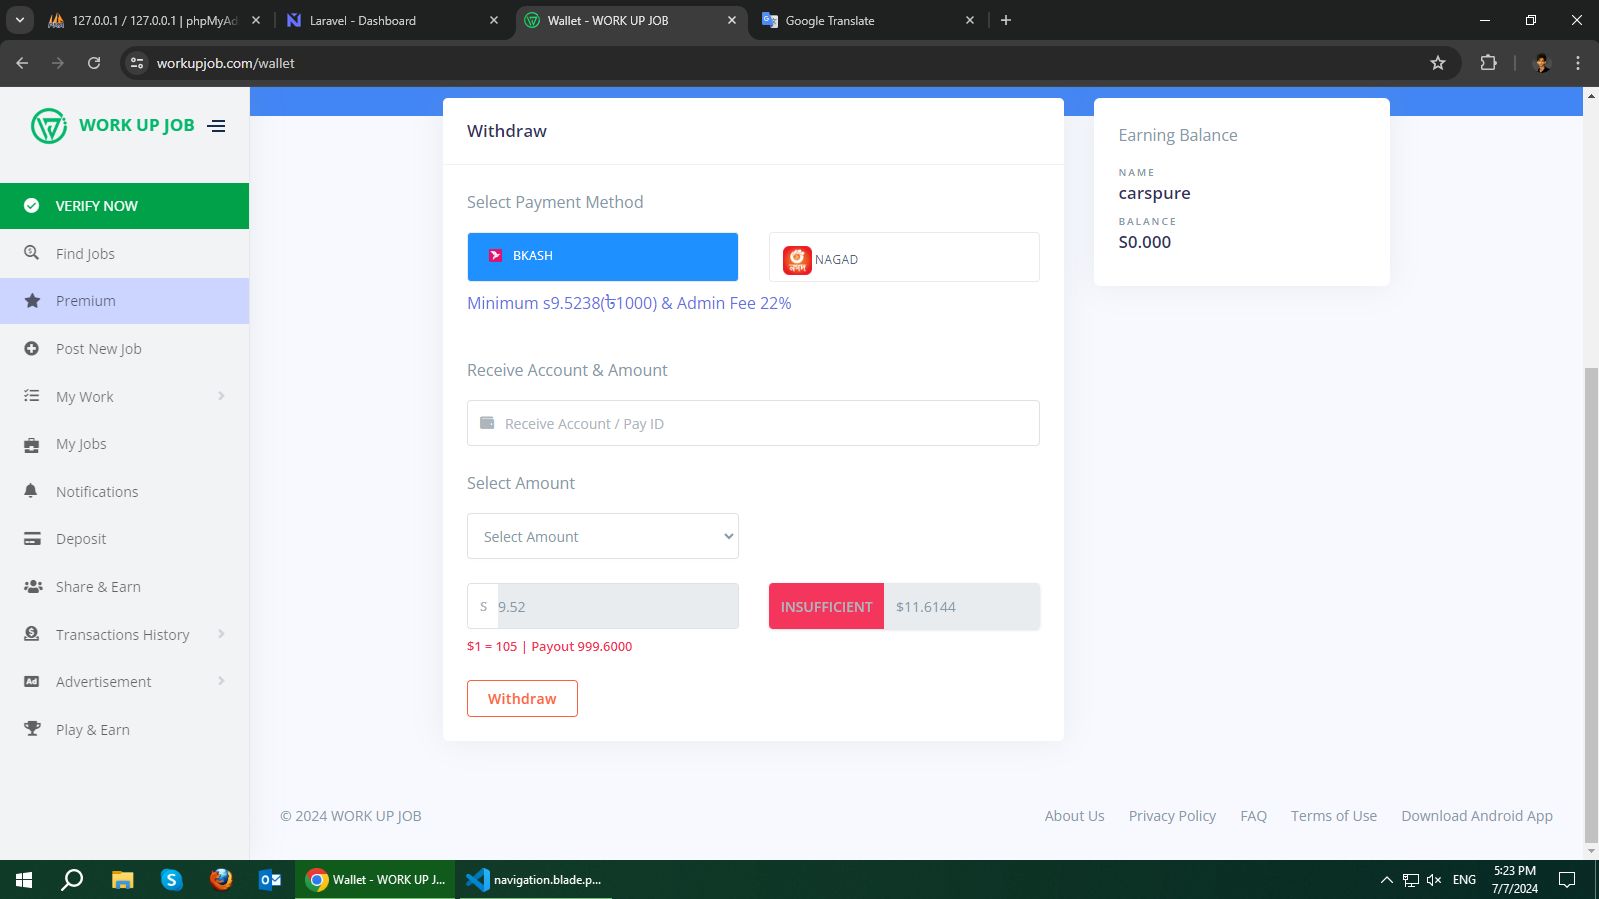 127.0.0.1 / 127.0.0.1 | phpMyAd
Laravel - Dashboard
Wallet - WORK UP JOB
Google Translate
workupjob.com/wallet
WORK UP JOB
VERIFY NOW
Find Jobs
Premium
Post New Job
My Work
My Jobs
Notifications
Deposit
Share & Earn
Transactions History
Advertisement
Play & Earn
Withdraw
Select Payment Method
BKASH
NAGAD
Minimum s9.5238(৳1000) & Admin Fee 22%
Receive Account & Amount
Receive Account / Pay ID
Select Amount
Select Amount
S 9.52
INSUFFICIENT $11.6144
$1 = 105 | Payout 999.6000
Withdraw
Earning Balance
NAME
carspure
BALANCE
S0.000
© 2024 WORK UP JOB
About Us Privacy Policy FAQ Terms of Use Download Android App
Wallet - WORK UP J...
navigation.blade.p...
ENG
5:23 PM
7/7/2024